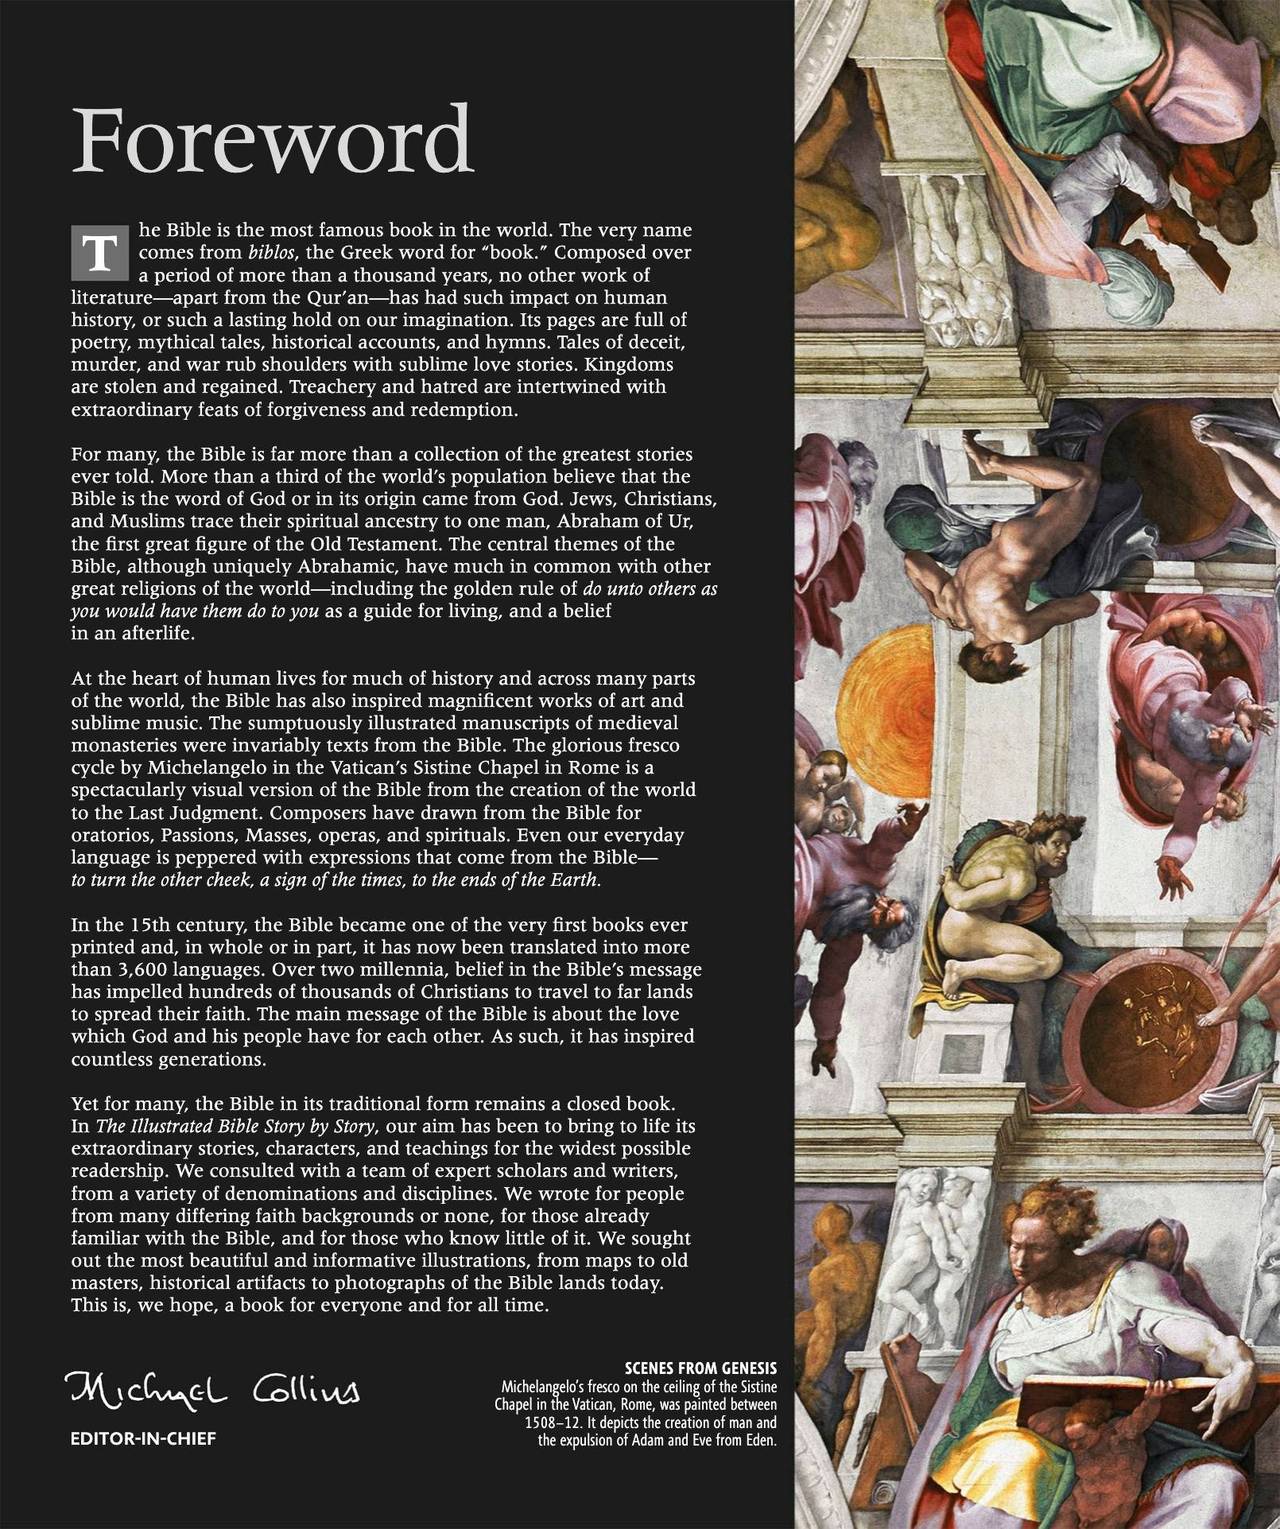 Foreword
The Bible is the most famous book in the world. The very name
comes from biblos, the Greek word for “book.” Composed over
a period of more than a thousand years, no other work of
literature—apart from the Qur’an—has had such impact on human
history, or such a lasting hold on our imagination. Its pages are full of
poetry, mythical tales, historical accounts, and hymns. Tales of deceit,
murder, and war rub shoulders with sublime love stories. Kingdoms
are stolen and regained. Treachery and hatred are intertwined with
extraordinary feats of forgiveness and redemption.
For many, the Bible is far more than a collection of the greatest stories
ever told. More than a third of the world’s population believe that the
Bible is the word of God or in its origin came from God. Jews, Christians,
and Muslims trace their spiritual ancestry to one man, Abraham of Ur,
the first great figure of the Old Testament. The central themes of the
Bible, although uniquely Abrahamic, have much in common with other
great religions of the world—including the golden rule of do unto others as
you would have them do to you as a guide for living, and a belief
in an afterlife.
At the heart of human lives for much of history and across many parts
of the world, the Bible has also inspired magnificent works of art and
sublime music. The sumptuously illustrated manuscripts of medieval
monasteries were invariably texts from the Bible. The glorious fresco
cycle by Michelangelo in the Vatican’s Sistine Chapel in Rome is a
spectacularly visual version of the Bible from the creation of the world
to the Last Judgment. Composers have drawn from the Bible for
oratorios, Passions, Masses, operas, and spirituals. Even our everyday
language is peppered with expressions that come from the Bible—
to turn the other cheek, a sign of the times, to the ends of the Earth.
In the 15th century, the Bible became one of the very first books ever
printed and, in whole or in part, it has now been translated into more
than 3,600 languages. Over two millennia, belief in the Bible’s message
has impelled hundreds of thousands of Christians to travel to far lands
to spread their faith. The main message of the Bible is about the love
which God and his people have for each other. As such, it has inspired
countless generations.
Yet for many, the Bible in its traditional form remains a closed book.
In The Illustrated Bible Story by Story, our aim has been to bring to life its
extraordinary stories, characters, and teachings for the widest possible
readership. We consulted with a team of expert scholars and writers,
from a variety of denominations and disciplines. We wrote for people
from many differing faith backgrounds or none, for those already
familiar with the Bible, and for those who know little of it. We sought
out the most beautiful and informative illustrations, from maps to old
masters, historical artifacts to photographs of the Bible lands today.
This is, we hope, a book for everyone and for all time.
Michael Collins
EDITOR-IN-CHIEF
SCENES FROM GENESIS
Michelangelo’s fresco on the ceiling of the Sistine
Chapel in the Vatican, Rome, was painted between
1508–12. It depicts the creation of man and
the expulsion of Adam and Eve from Eden.